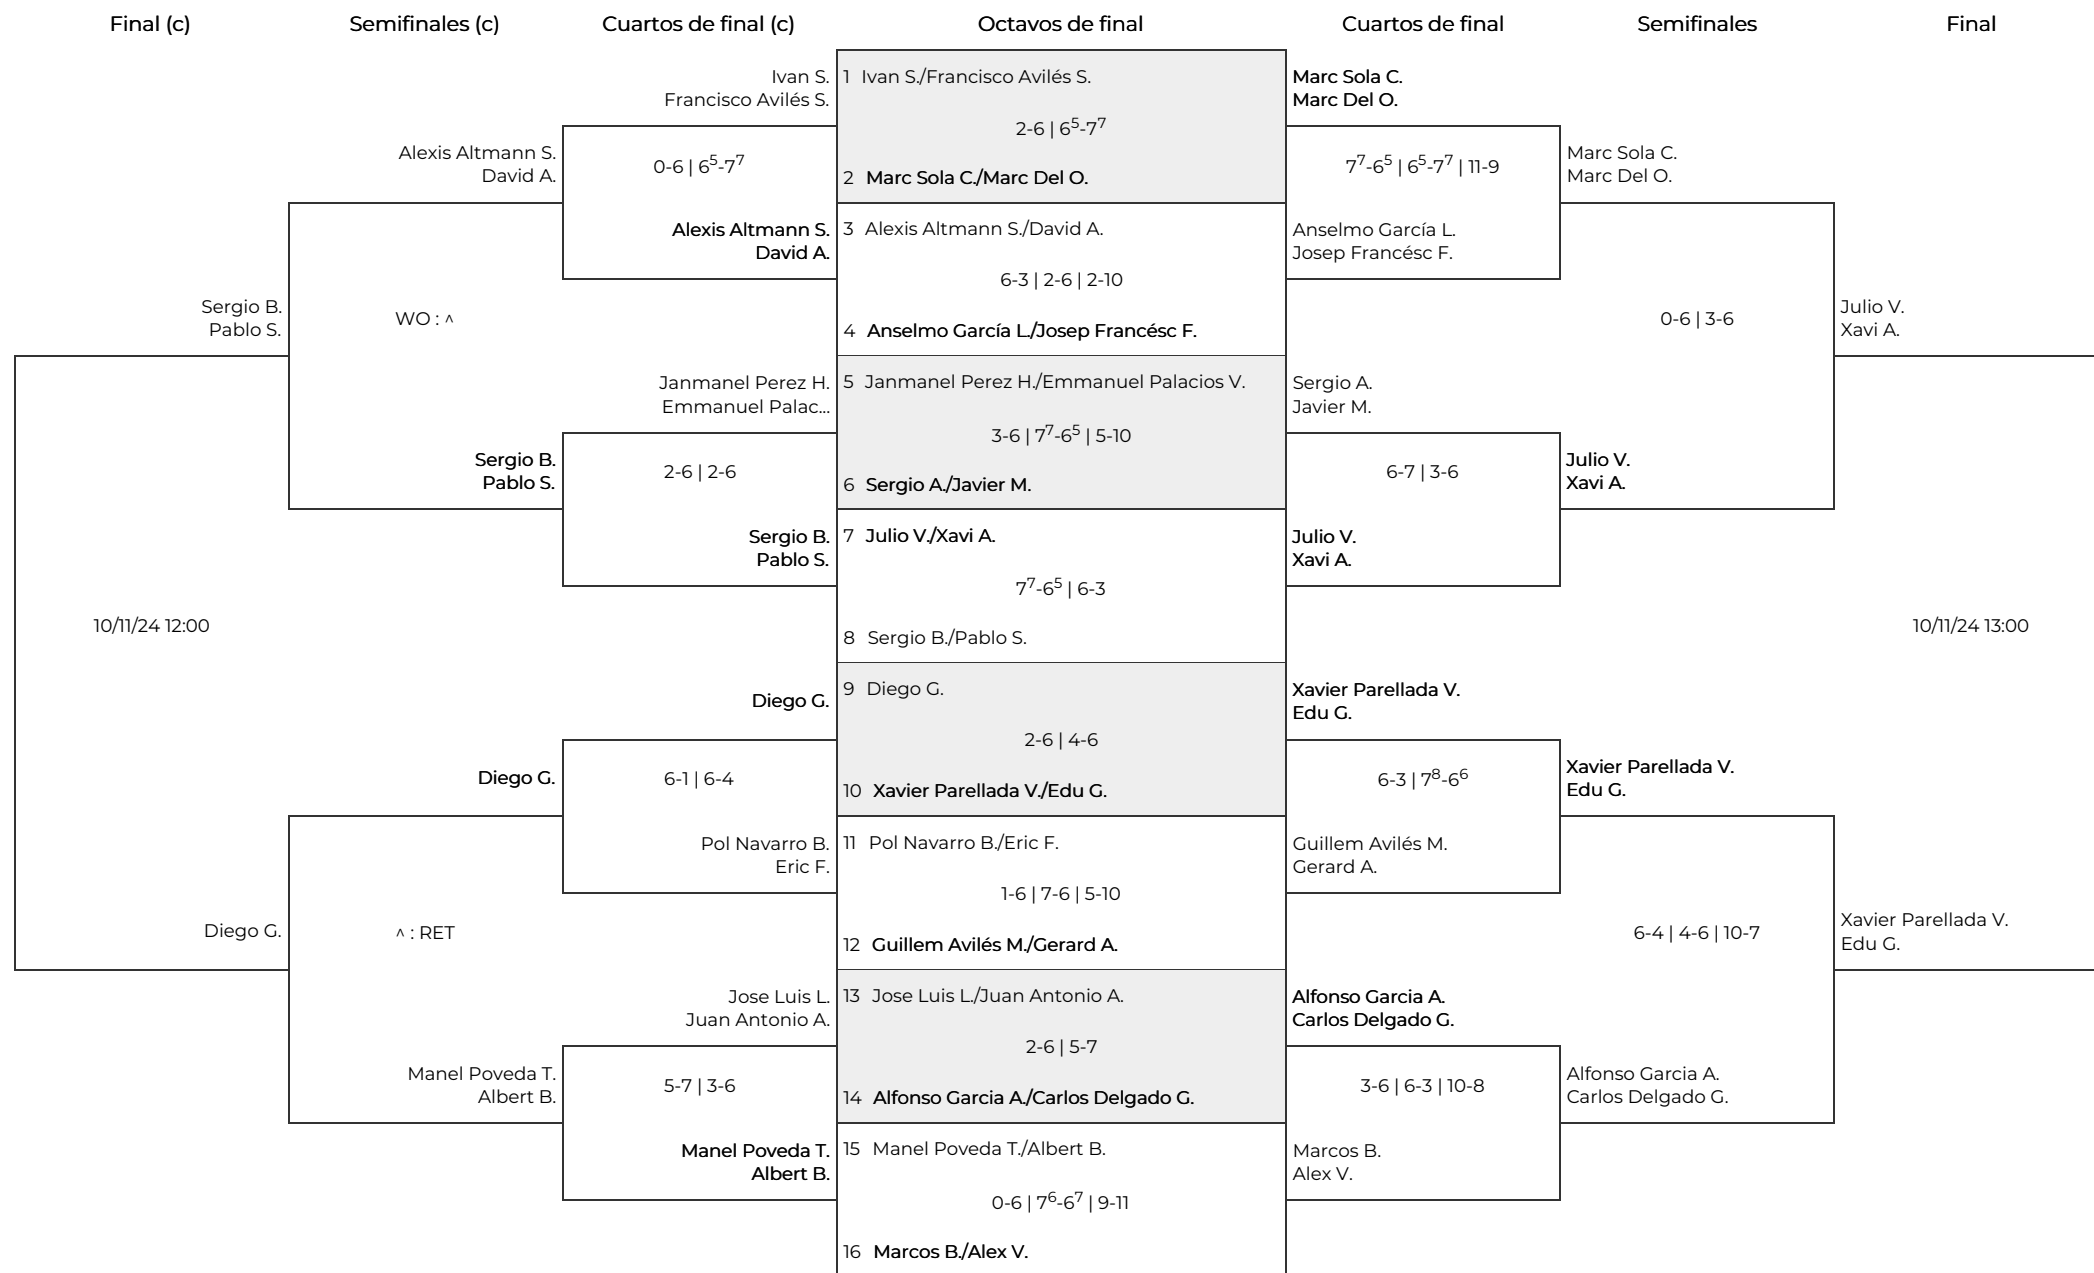 Final (c) Semifinales (c) Cuartos de final (c) Octavos de final Cuartos de final Semifinales Final
Ivan S. 1 Ivan S./Francisco Avilés S. Marc Sola C.
Francisco Avilés S. Marc Del O.
2-6 | 6⁵-7⁷
Alexis Altmann S. 0-6 | 6⁵-7⁷ 7⁷-6⁵ | 6⁵-7⁷ | 11-9 Marc Sola C.
David A. 2 Marc Sola C./Marc Del O. Marc Del O.
Alexis Altmann S. 3 Alexis Altmann S./David A. Anselmo García L.
David A. Josep Francésc F.
6-3 | 2-6 | 2-10
Sergio B. WO : ^ 0-6 | 3-6 Julio V.
Pablo S. 4 Anselmo García L./Josep Francésc F. Xavi A.
Janmanel Perez H. 5 Janmanel Perez H./Emmanuel Palacios V. Sergio A.
Emmanuel Palac... Javier M.
3-6 | 7⁷-6⁵ | 5-10
Sergio B. 2-6 | 2-6 6-7 | 3-6 Julio V.
Pablo S. 6 Sergio A./Javier M. Xavi A.
Sergio B. 7 Julio V./Xavi A. Julio V.
Pablo S. Xavi A.
7⁷-6⁵ | 6-3
10/11/24 12:00 10/11/24 13:00
8 Sergio B./Pablo S.
Diego G. 9 Diego G. Xavier Parellada V.
Edu G.
2-6 | 4-6
Diego G. 6-1 | 6-4 6-3 | 7⁸-6⁶ Xavier Parellada V.
10 Xavier Parellada V./Edu G. Edu G.
Pol Navarro B. 11 Pol Navarro B./Eric F. Guillem Avilés M.
Eric F. Gerard A.
1-6 | 7-6 | 5-10
Diego G. ^ : RET 6-4 | 4-6 | 10-7 Xavier Parellada V.
12 Guillem Avilés M./Gerard A. Edu G.
Jose Luis L. 13 Jose Luis L./Juan Antonio A. Alfonso Garcia A.
Juan Antonio A. Carlos Delgado G.
2-6 | 5-7
Manel Poveda T. 5-7 | 3-6 3-6 | 6-3 | 10-8 Alfonso Garcia A.
Albert B. 14 Alfonso Garcia A./Carlos Delgado G. Carlos Delgado G.
Manel Poveda T. 15 Manel Poveda T./Albert B. Marcos B.
Albert B. Alex V.
0-6 | 7⁶-6⁷ | 9-11
16 Marcos B./Alex V.